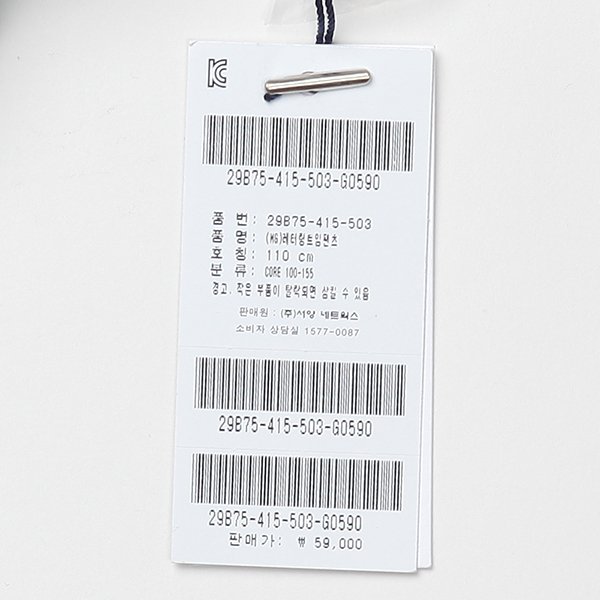 KC
29B75-415-503-G0590
품 번: 29B75-415-503
품 명: (MG)레터링트임팬츠
호 칭: 110 cm
분 류: CORE 100-155
경고. 작은 부품이 탈락되면 삼킬 수 있음
판매원 : (주)서양 네트웍스
소비자 상담실 1577-0087
29B75-415-503-G0590
29B75-415-503-G0590
판매가: ₩ 59,000